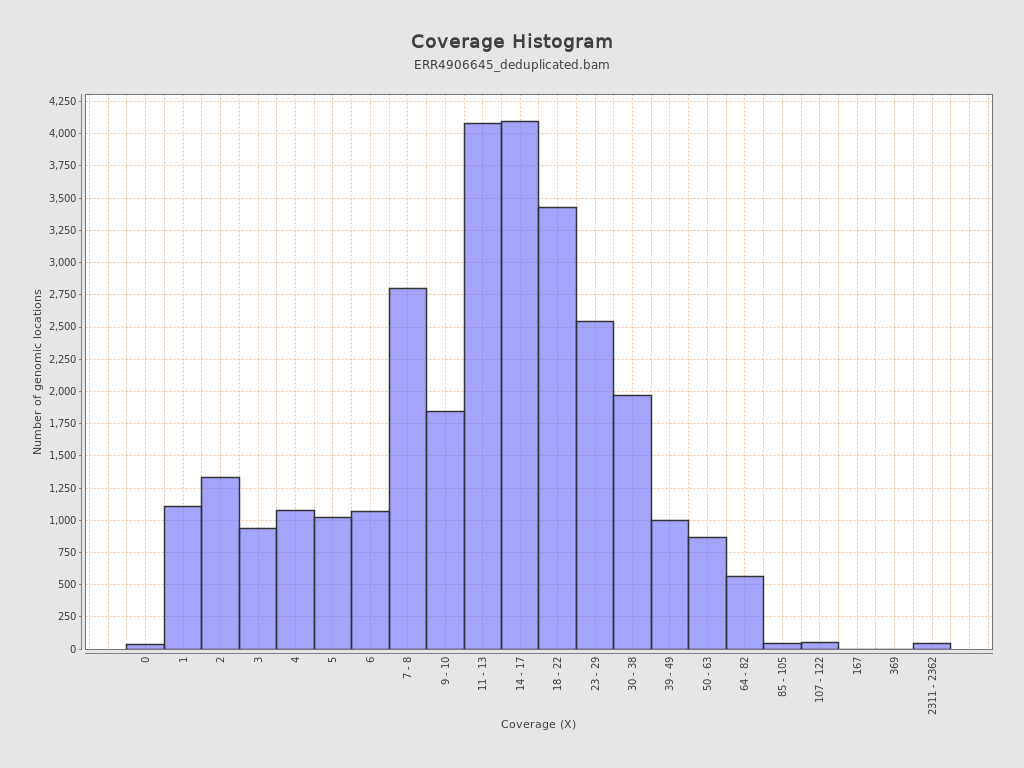 Coverage Histogram
ERR4906645_deduplicated.bam
Number of genomic locations
4,250
4,000
3,750
3,500
3,250
3,000
2,750
2,500
2,250
2,000
1,750
1,500
1,250
1,000
750
500
250
0
0
1
2
3
4
5
6
7 - 8
9 - 10
11 - 13
14 - 17
18 - 22
23 - 29
30 - 38
39 - 49
50 - 63
64 - 82
85 - 105
107 - 122
167
369
2311 - 2362
Coverage (X)